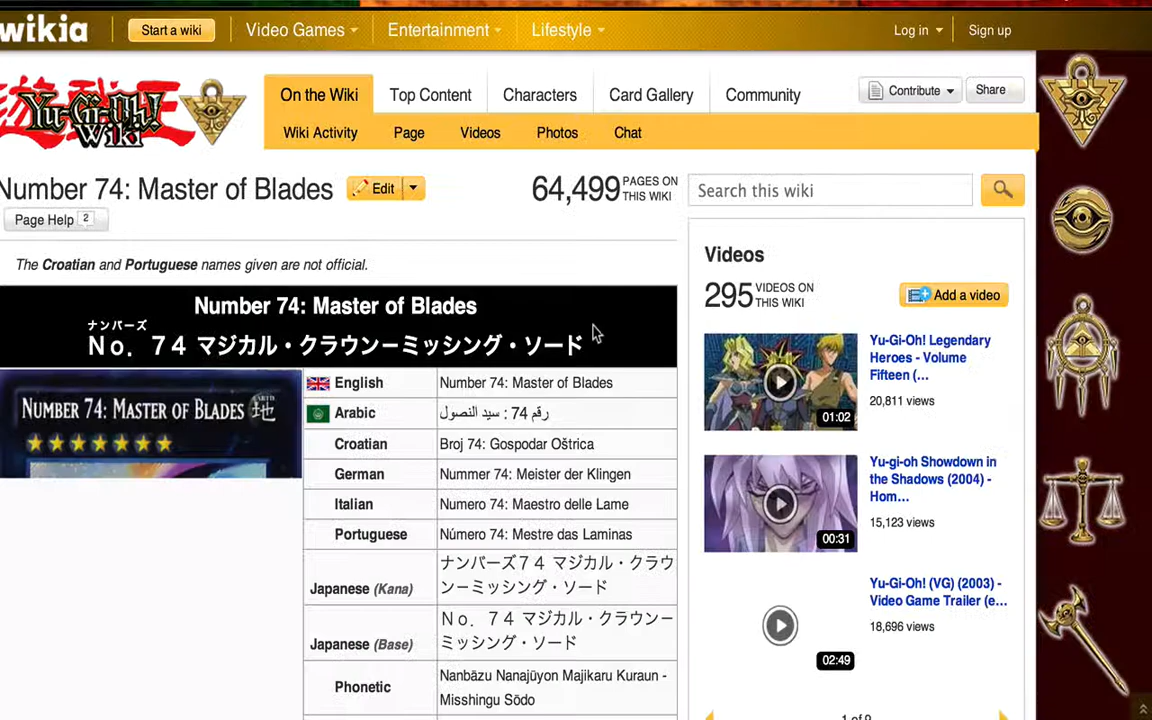 wikia
Start a wiki
Video Games
Entertainment
Lifestyle
Log in
Sign up
Yu-Gi-Oh!
Wiki
On the Wiki
Top Content
Characters
Card Gallery
Community
Contribute
Share
Wiki Activity
Page
Videos
Photos
Chat
Number 74: Master of Blades
Edit
64,499 PAGES ON
THIS WIKI
Search this wiki
Page Help 2
The Croatian and Portuguese names given are not official.
Number 74: Master of Blades
ナンバーズ
Ｎｏ．７４ マジカル・クラウン－ミッシング・ソード
NUMBER 74: MASTER OF BLADES
EARTH
地
English Number 74: Master of Blades
Arabic رقم 74 : سيد النصول
Croatian Broj 74: Gospodar Oštrica
German Nummer 74: Meister der Klingen
Italian Numero 74: Maestro delle Lame
Portuguese Número 74: Mestre das Laminas
Japanese (Kana) ナンバーズ７４ マジカル・クラウ
ン－ミッシング・ソード
Japanese (Base) Ｎｏ．７４ マジカル・クラウン－
ミッシング・ソード
Phonetic Nanbāzu Nanajūyon Majikaru Kuraun -
Misshingu Sōdo
Videos
295 VIDEOS ON
THIS WIKI
Add a video
Yu-Gi-Oh! Legendary
Heroes - Volume
Fifteen (...
20,811 views
01:02
Yu-gi-oh Showdown in
the Shadows (2004) -
Hom...
15,123 views
00:31
Yu-Gi-Oh! (VG) (2003) -
Video Game Trailer (e...
18,696 views
02:49
1 of 9